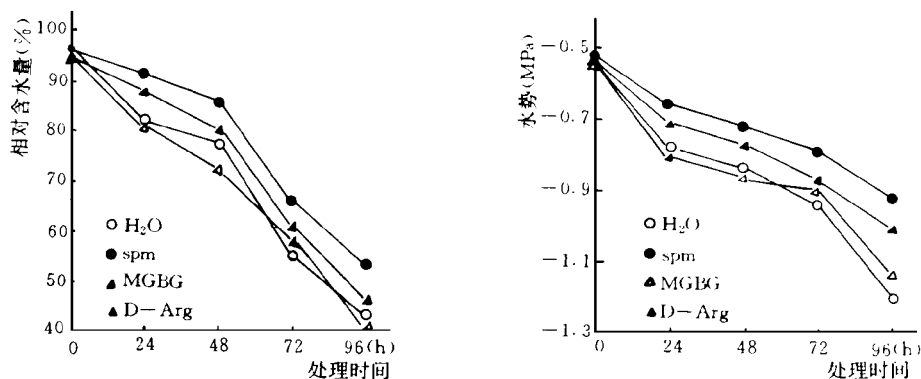 相对含水量(%)
100
90
80
70
60
50
40
H₂O
spm
MGBG
D—Arg
0 24 48 72 96(h)
处理时间
水势(MPa)
—0.5
—0.7
—0.9
—1.1
—1.3
H₂O
spm
MGBG
D—Arg
0 24 48 72 96(h)
处理时间